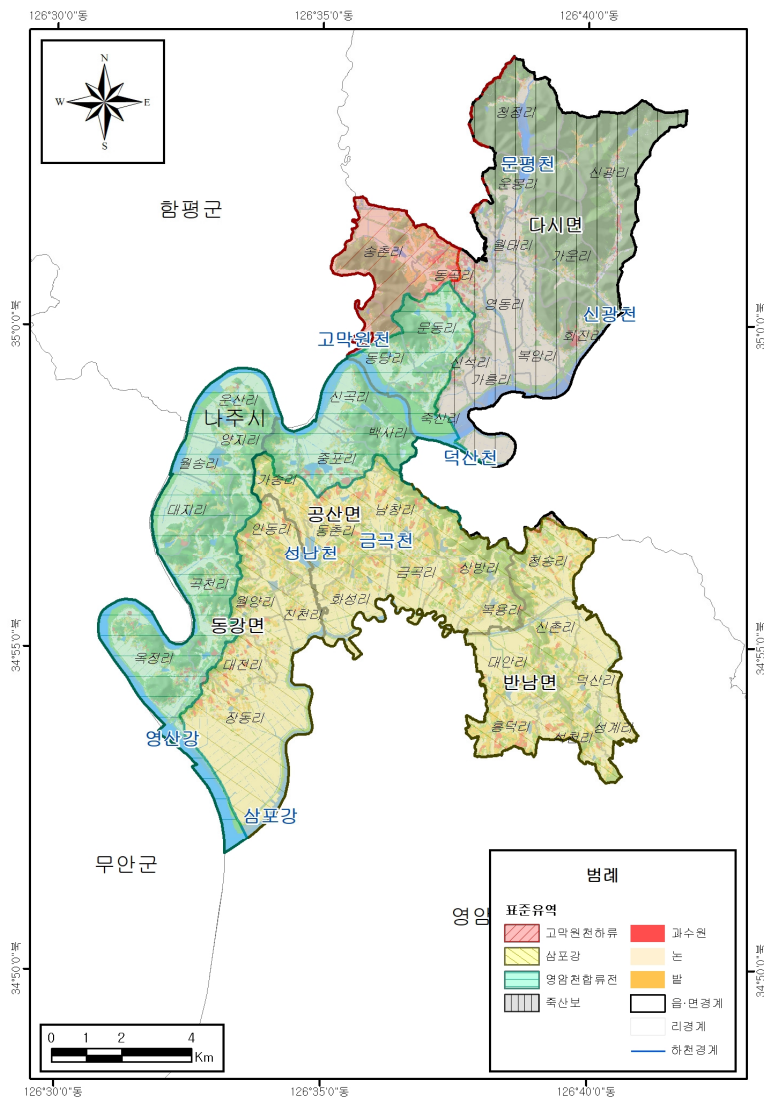 126°30'0"동
126°35'0"동
126°40'0"동
N
W
E
S
함평군
청정리
문평천
운봉리
신광리
다시면
송촌리
월태리
가운리
동곡리
35°0'0"북
35°0'0"북
영동리
신광천
문동리
회진리
고막원천
동당리
신석리
복암리
가흥리
운산리
신곡리
나주시
죽산리
양지리
백사리
월송리
중포리
덕산천
가송리
대지리
공산면
남창리
인동리
동촌리
금곡천
성남천
청송리
곡천리
금곡리
상방리
월양리
화성리
복용리
진천리
신촌리
동강면
34°55'0"북
34°55'0"북
옥정리
대전리
대안리
덕산리
반남면
장동리
흥덕리
성계리
석천리
영산강
삼포강
무안군
영암
범례
표준유역
고막원천하류
과수원
삼포강
논
영암천합류전
밭
죽산보
읍·면경계
리경계
하천경계
34°50'0"북
34°50'0"북
0 1 2 4
Km
126°30'0"동
126°35'0"동
126°40'0"동